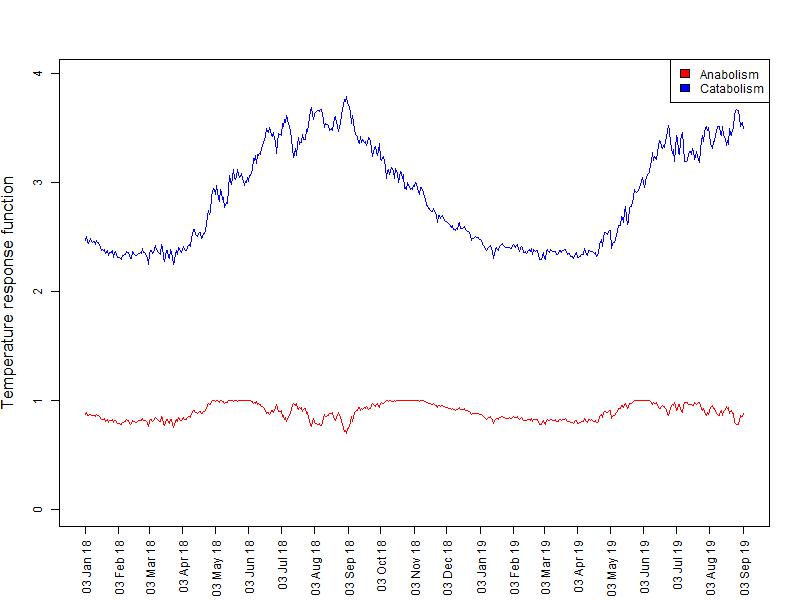 Anabolism
Catabolism
Temperature response function
4
3
2
1
0
03 Jan 18
03 Feb 18
03 Mar 18
03 Apr 18
03 May 18
03 Jun 18
03 Jul 18
03 Aug 18
03 Sep 18
03 Oct 18
03 Nov 18
03 Dec 18
03 Jan 19
03 Feb 19
03 Mar 19
03 Apr 19
03 May 19
03 Jun 19
03 Jul 19
03 Aug 19
03 Sep 19